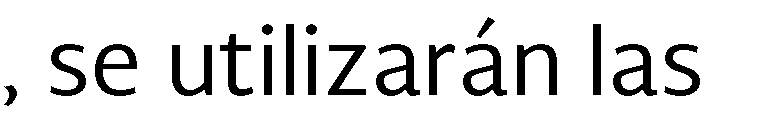 , se utilizarán las